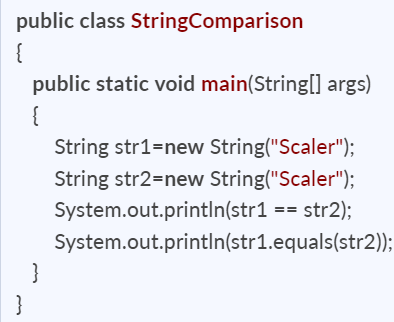 public class StringComparison
{
public static void main(String[] args)
{
String str1=new String("Scaler");
String str2=new String("Scaler");
System.out.println(str1 == str2);
System.out.println(str1.equals(str2));
}
}